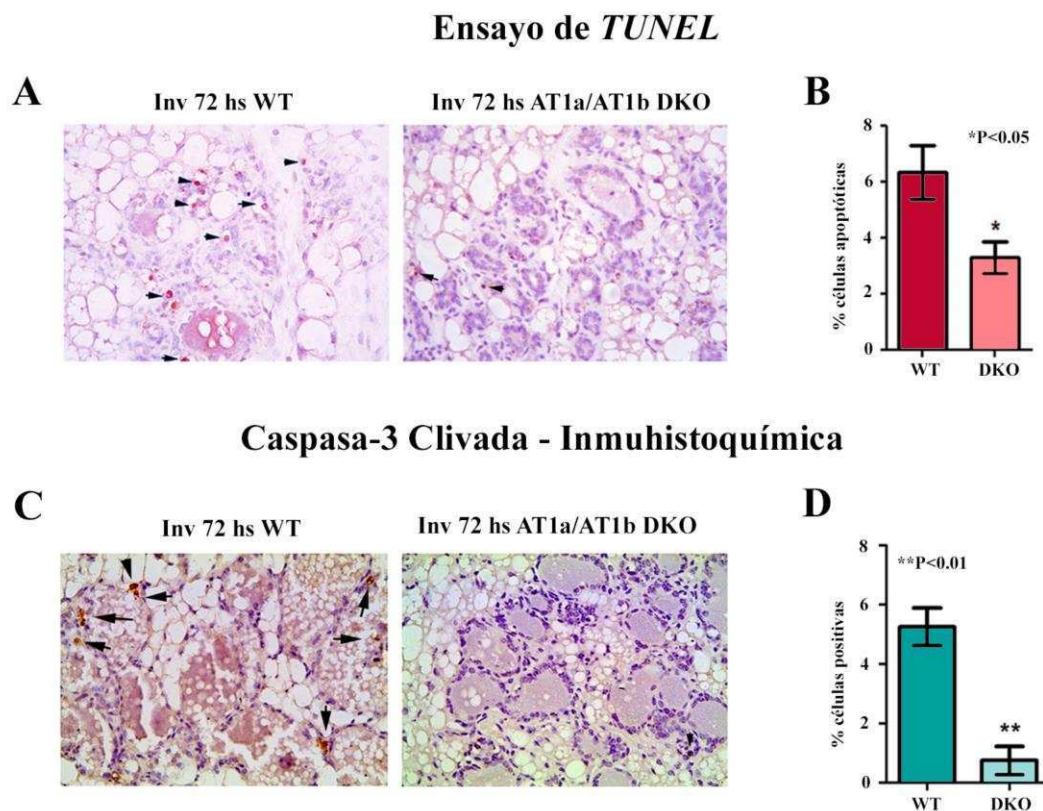 Ensayo de TUNEL
A
Inv 72 hs WT
Inv 72 hs AT1a/AT1b DKO
B
% células apoptóticas
8
6
4
2
0
*P<0.05
*
WT
DKO
Caspasa-3 Clivada - Inmuhistoquímica
C
Inv 72 hs WT
Inv 72 hs AT1a/AT1b DKO
D
% células positivas
8
6
4
2
0
**P<0.01
**
WT
DKO